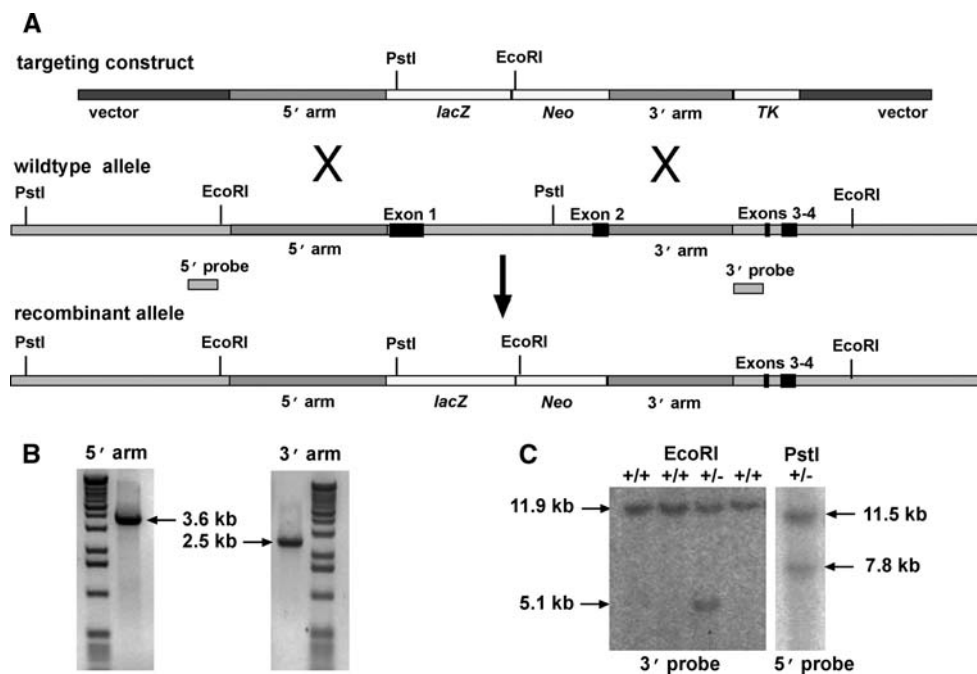 A
targeting construct
PstI
EcoRI
vector
5′ arm
lacZ
Neo
3′ arm
TK
vector
wildtype allele
X
X
PstI
EcoRI
Exon 1
PstI
Exon 2
Exons 3-4
EcoRI
5′ arm
3′ arm
5′ probe
3′ probe
recombinant allele
PstI
EcoRI
PstI
EcoRI
Exons 3-4
EcoRI
5′ arm
lacZ
Neo
3′ arm
B
5′ arm
3′ arm
3.6 kb
2.5 kb
C
EcoRI
PstI
+/+ +/+ +/- +/+
+/-
11.9 kb
11.5 kb
7.8 kb
5.1 kb
3′ probe
5′ probe